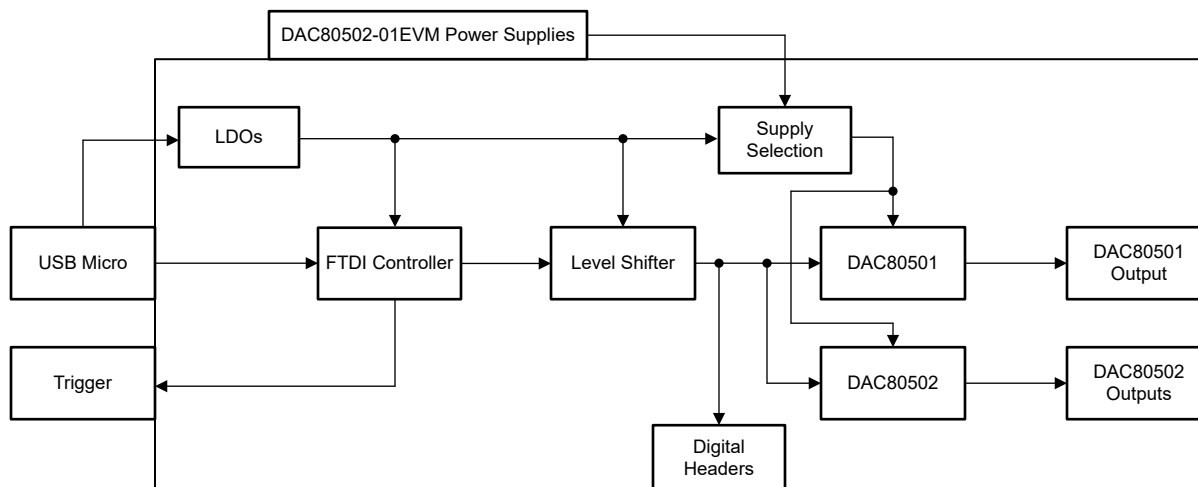 DAC80502-01EVM Power Supplies
LDOs
Supply
Selection
USB Micro
FTDI Controller
Level Shifter
DAC80501
DAC80501
Output
Trigger
DAC80502
DAC80502
Outputs
Digital
Headers